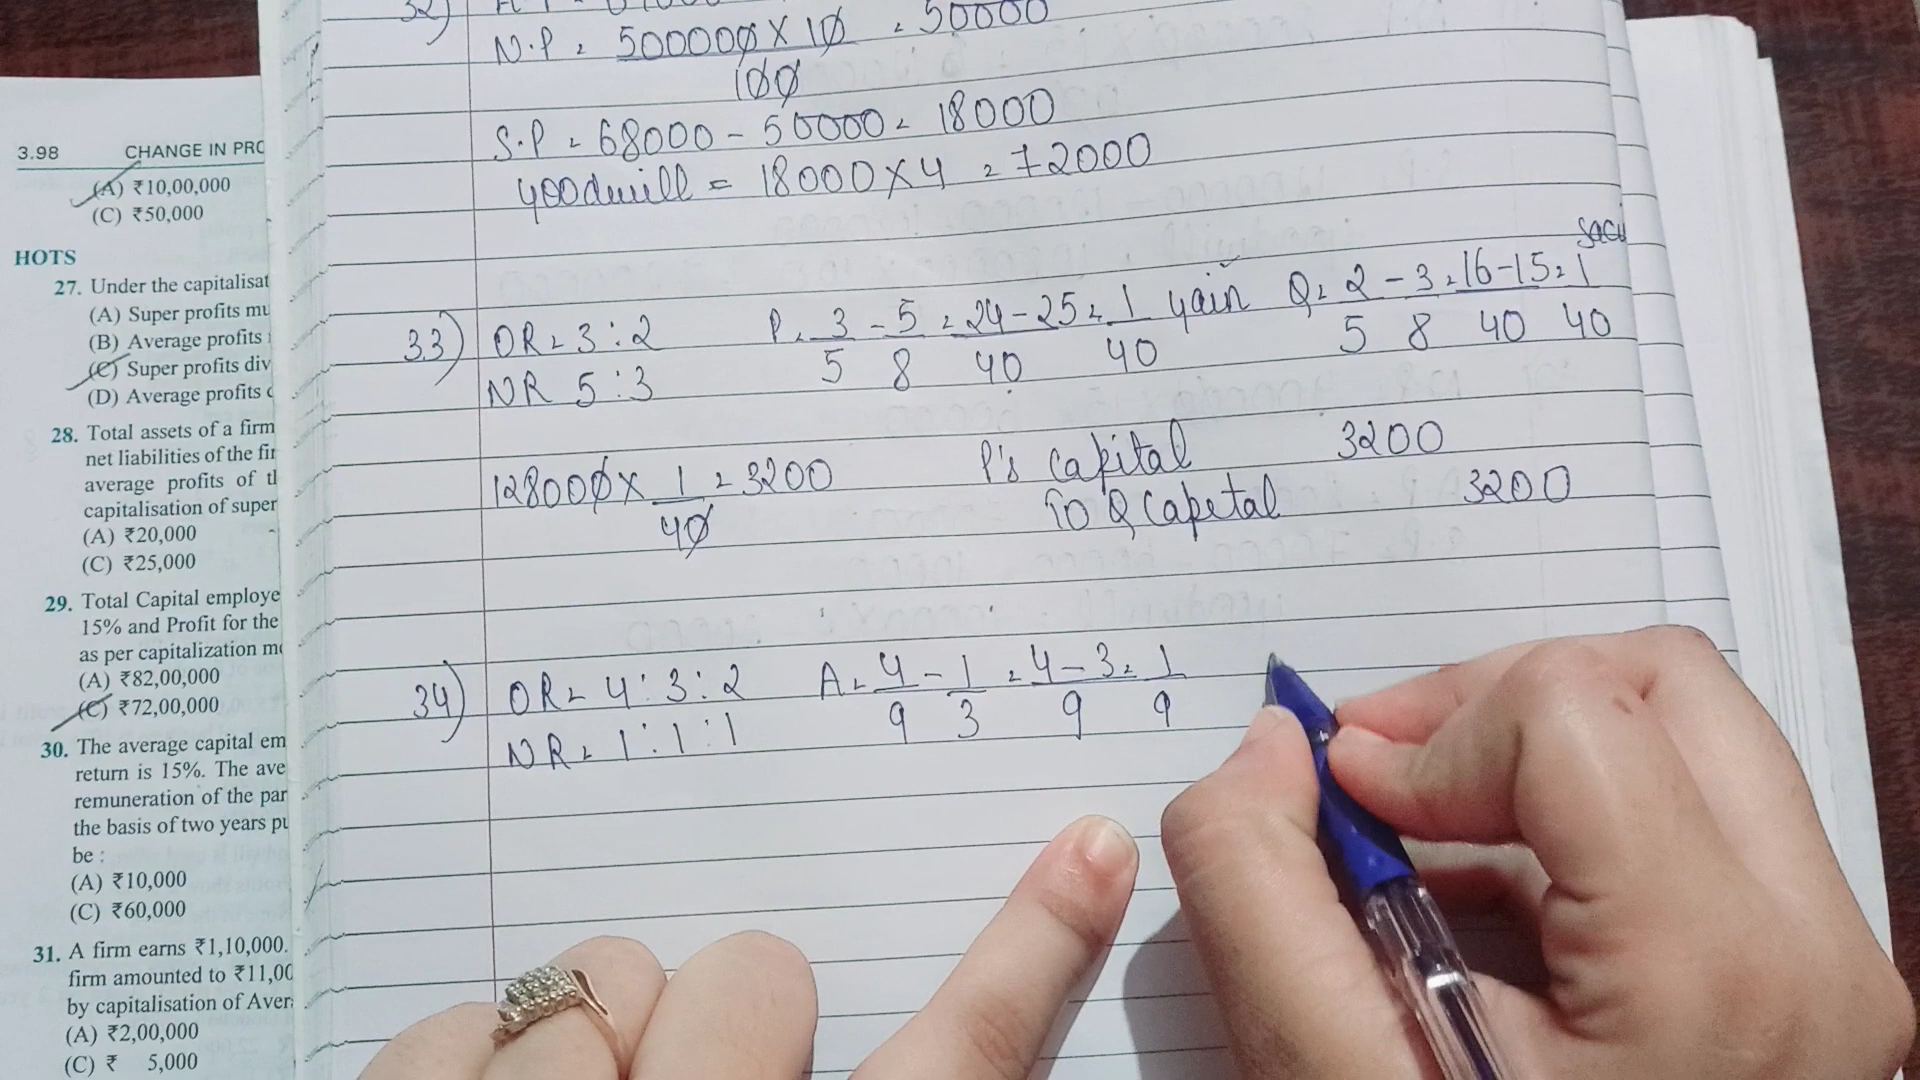 32)
N.P = 500000 X 10 = 50000
100
S.P = 68000 - 50000 = 18000
goodwill = 18000 X 4 = 72000
33) OR = 3:2 P = 3 - 5 = 24-25 = 1 gain Q = 2 - 3 = 16-15 = 1 saci
NR 5:3 5 8 40 40 5 8 40 40
128000 X 1 = 3200 P's Capital 3200
40 To Q Capetal 3200
34) OR = 4:3:2 A = 4 - 1 = 4-3 = 1
NR = 1:1:1 9 3 9 9
3.98 CHANGE IN PRO
(A) ₹10,00,000
(C) ₹50,000
HOTS
27. Under the capitalisat
(A) Super profits mu
(B) Average profits
(C) Super profits div
(D) Average profits
28. Total assets of a firm
net liabilities of the fir
average profits of
capitalisation of super
(A) ₹20,000
(C) ₹25,000
29. Total Capital employe
15% and Profit for the
as per capitalization m
(A) ₹82,00,000
(C) ₹72,00,000
30. The average capital em
return is 15%. The ave
remuneration of the par
the basis of two years pu
be :
(A) ₹10,000
(C) ₹60,000
31. A firm earns ₹1,10,000.
firm amounted to ₹11,00
by capitalisation of Aver
(A) ₹2,00,000
(C) ₹ 5,000